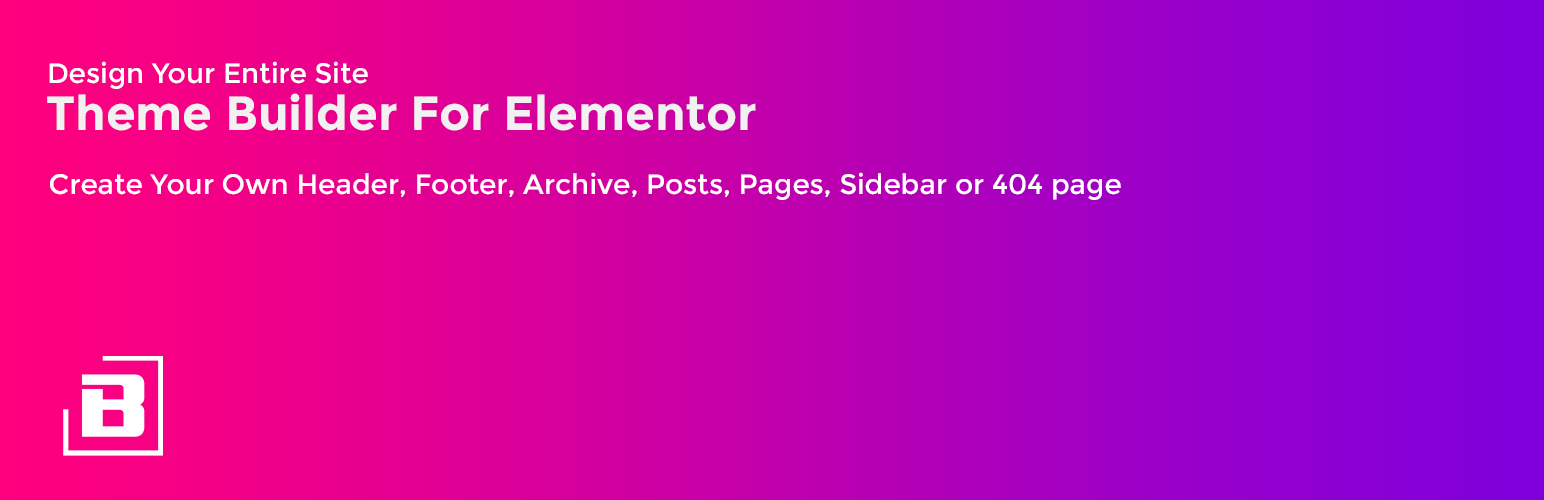 Design Your Entire Site
Theme Builder For Elementor
Create Your Own Header, Footer, Archive, Posts, Pages, Sidebar or 404 page
B